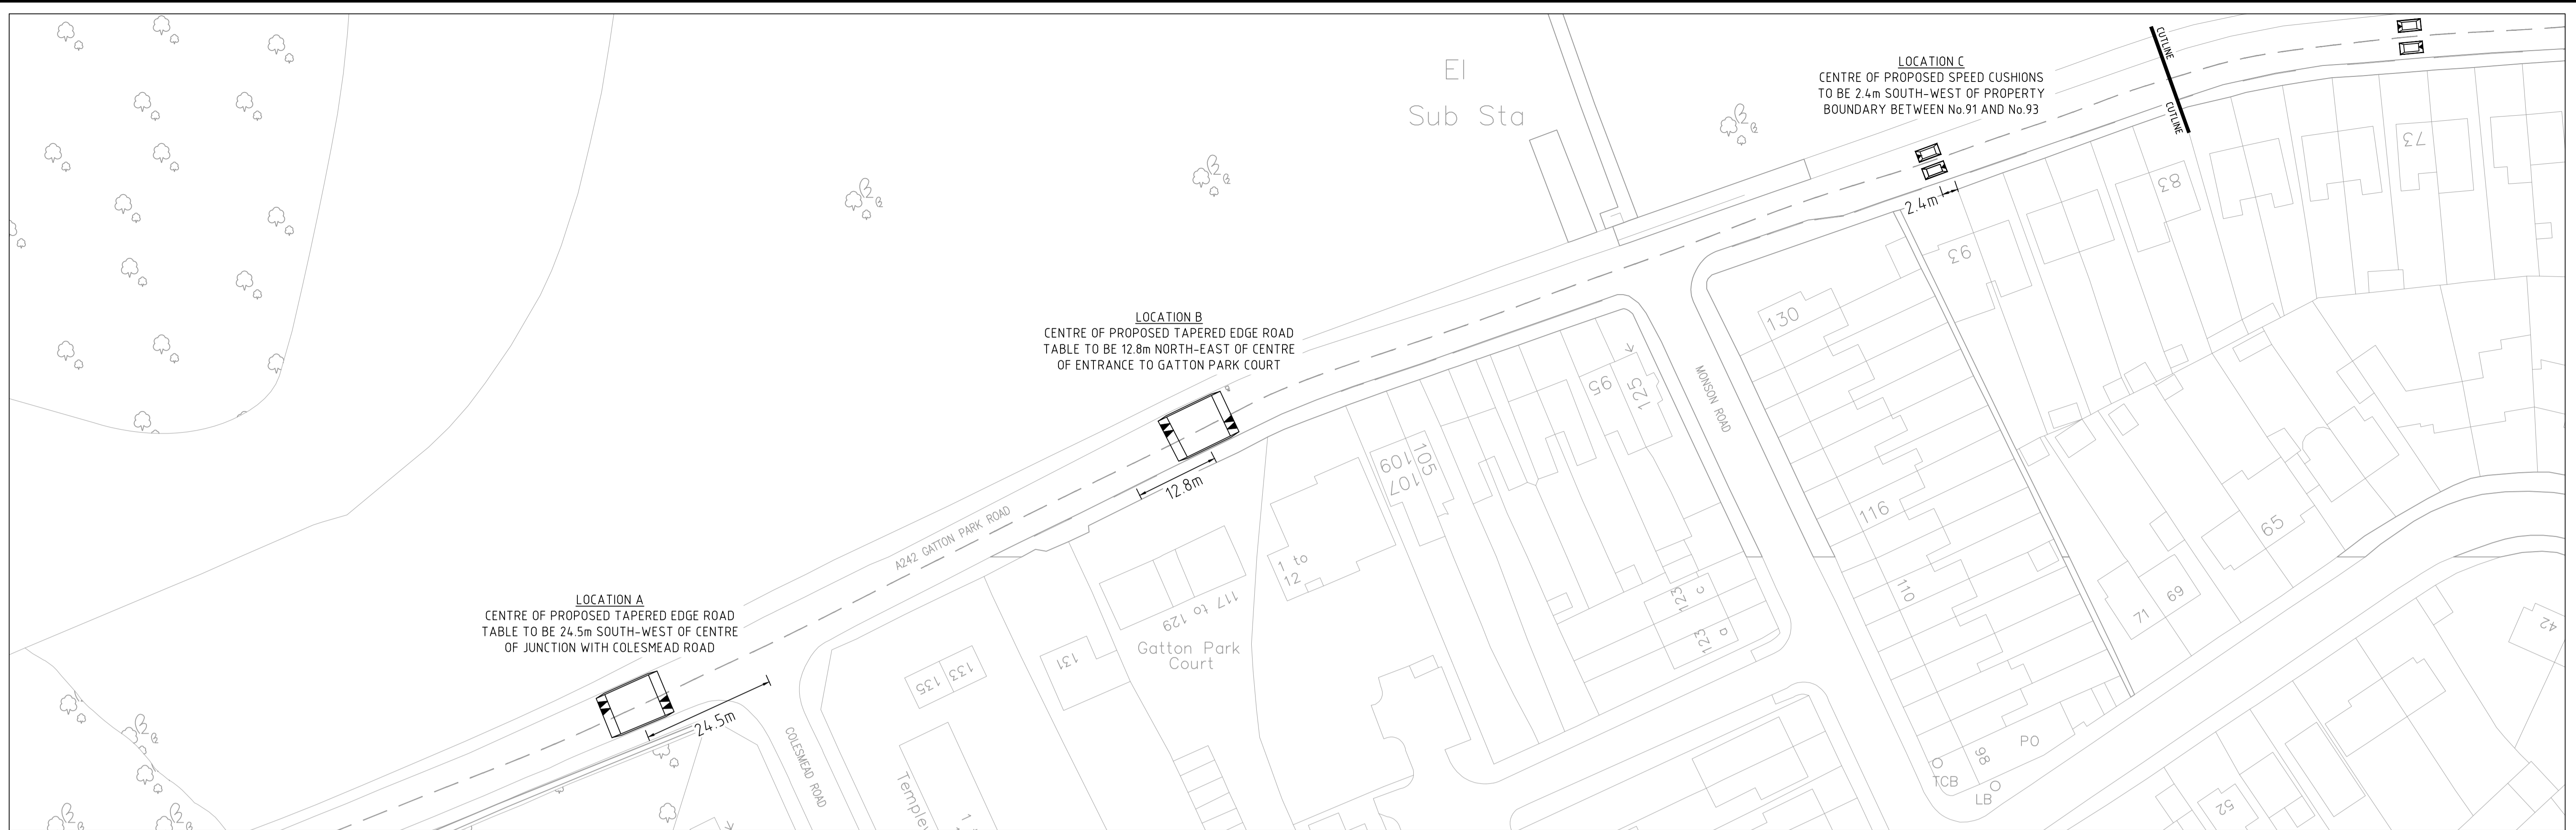 El
Sub Sta
LOCATION C
CENTRE OF PROPOSED SPEED CUSHIONS
TO BE 2.4m SOUTH-WEST OF PROPERTY
BOUNDARY BETWEEN No.91 AND No.93
CUTLINE
CUTLINE
73
83
2.4m
93
LOCATION B
CENTRE OF PROPOSED TAPERED EDGE ROAD
TABLE TO BE 12.8m NORTH-EAST OF CENTRE
OF ENTRANCE TO GATTON PARK COURT
130
95
125
MONSON ROAD
105
109
107
12.8m
A242 GATTON PARK ROAD
116
65
1 to
12
117 to 129
110
123
c
123
a
71
69
42
Gatton Park
Court
131
133
135
LOCATION A
CENTRE OF PROPOSED TAPERED EDGE ROAD
TABLE TO BE 24.5m SOUTH-WEST OF CENTRE
OF JUNCTION WITH COLESMEAD ROAD
24.5m
COLESMEAD ROAD
98
PO
TCB
LB
52